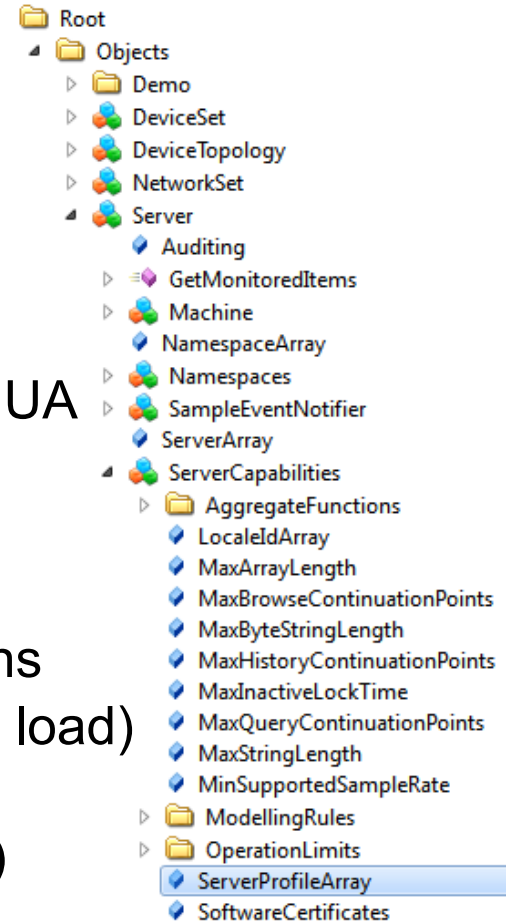 Root
Objects
Demo
DeviceSet
DeviceTopology
NetworkSet
Server
Auditing
GetMonitoredItems
Machine
NamespaceArray
UA
Namespaces
SampleEventNotifier
ServerArray
ServerCapabilities
AggregateFunctions
LocaleIdArray
MaxArrayLength
MaxBrowseContinuationPoints
MaxByteStringLength
ns
MaxHistoryContinuationPoints
MaxInactiveLockTime
load)
MaxQueryContinuationPoints
MaxStringLength
MinSupportedSampleRate
ModellingRules
)
OperationLimits
ServerProfileArray
SoftwareCertificates